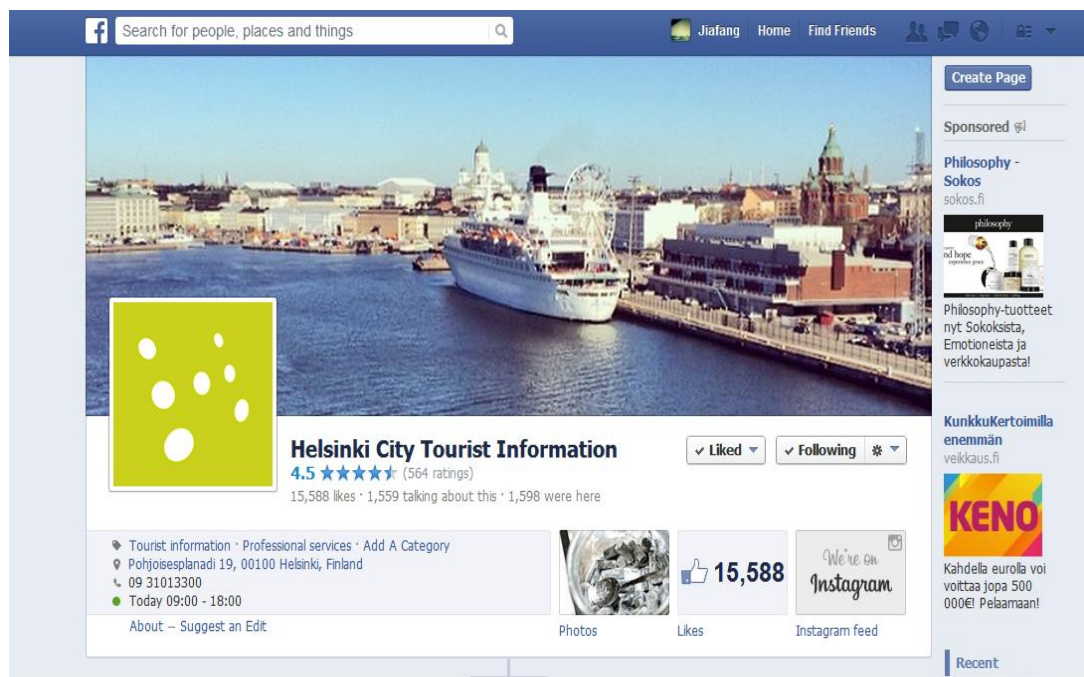 f
Search for people, places and things
Jiafang Home Find Friends
Create Page
Sponsored
Philosophy -
Sokos
sokos.fi
philosophy
Philosophy-tuotteet
nyt Sokoksista,
Emotioneista ja
verkkokaupasta!
KunkkuKertoimilla
enemmän
veikkaus.fi
KENO
Kahdella eurolla voi
voittaa jopa 500
000€! Pelaamaan!
Recent
Helsinki City Tourist Information
4.5 (564 ratings)
15,588 likes · 1,559 talking about this · 1,598 were here
Liked
Following
Tourist information · Professional services · Add A Category
Pohjoisesplanadi 19, 00100 Helsinki, Finland
09 31013300
Today 09:00 - 18:00
About – Suggest an Edit
15,588
We're on
Instagram
Photos
Likes
Instagram feed